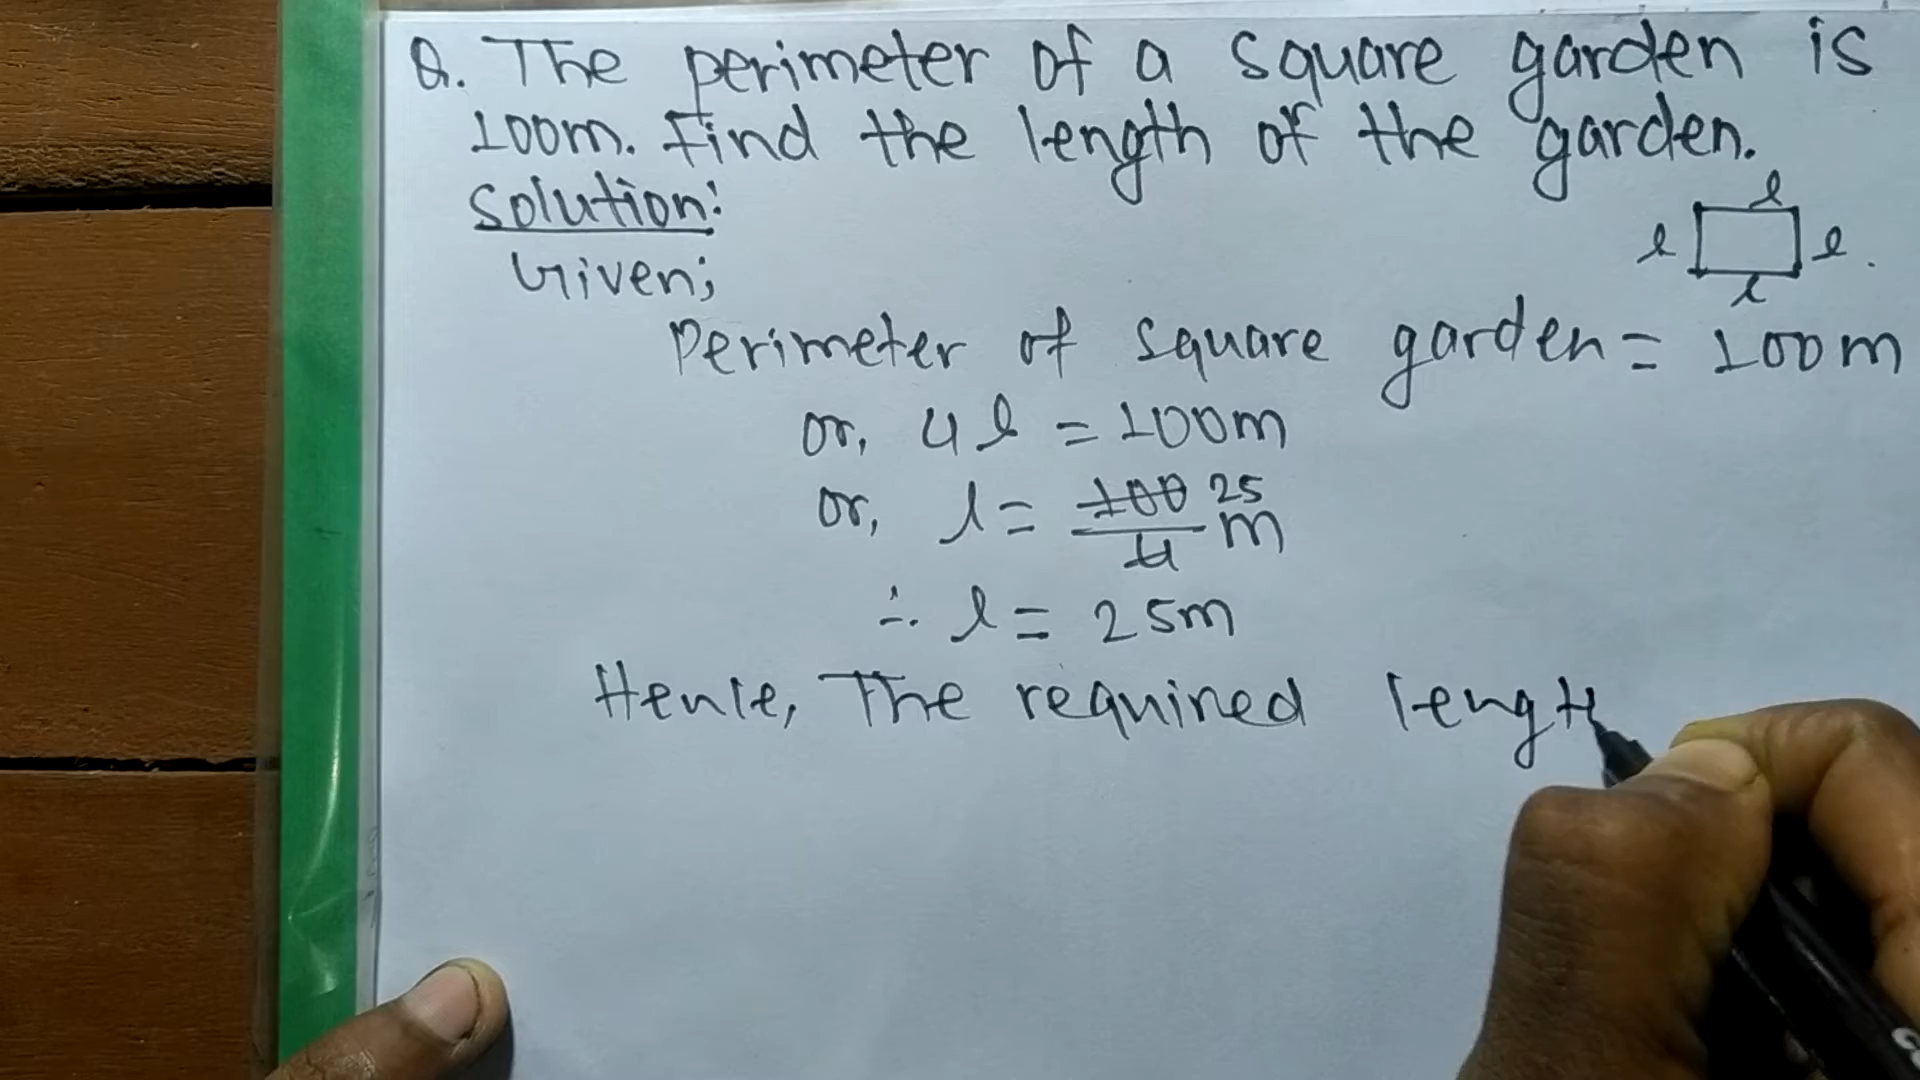 Q. The perimeter of a square garden is
100m. Find the length of the garden.
Solution:
l
l l.
l
Given;
Perimeter of square garden = 100m
or, 4l = 100m
or, l = 100/4 25 m
∴ l = 25m
Hence, The required length